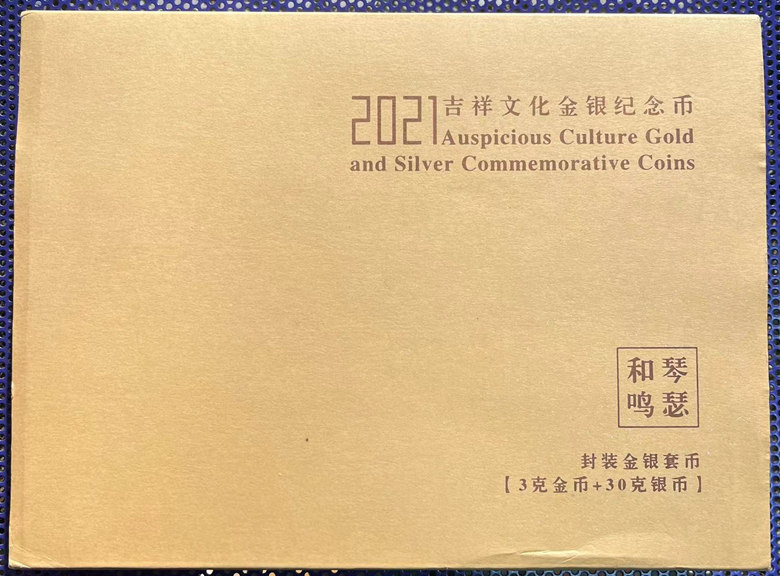 2021吉祥文化金银纪念币
Auspicious Culture Gold
and Silver Commemorative Coins
琴瑟
和鸣
封装金银套币
【3克金币+30克银币】